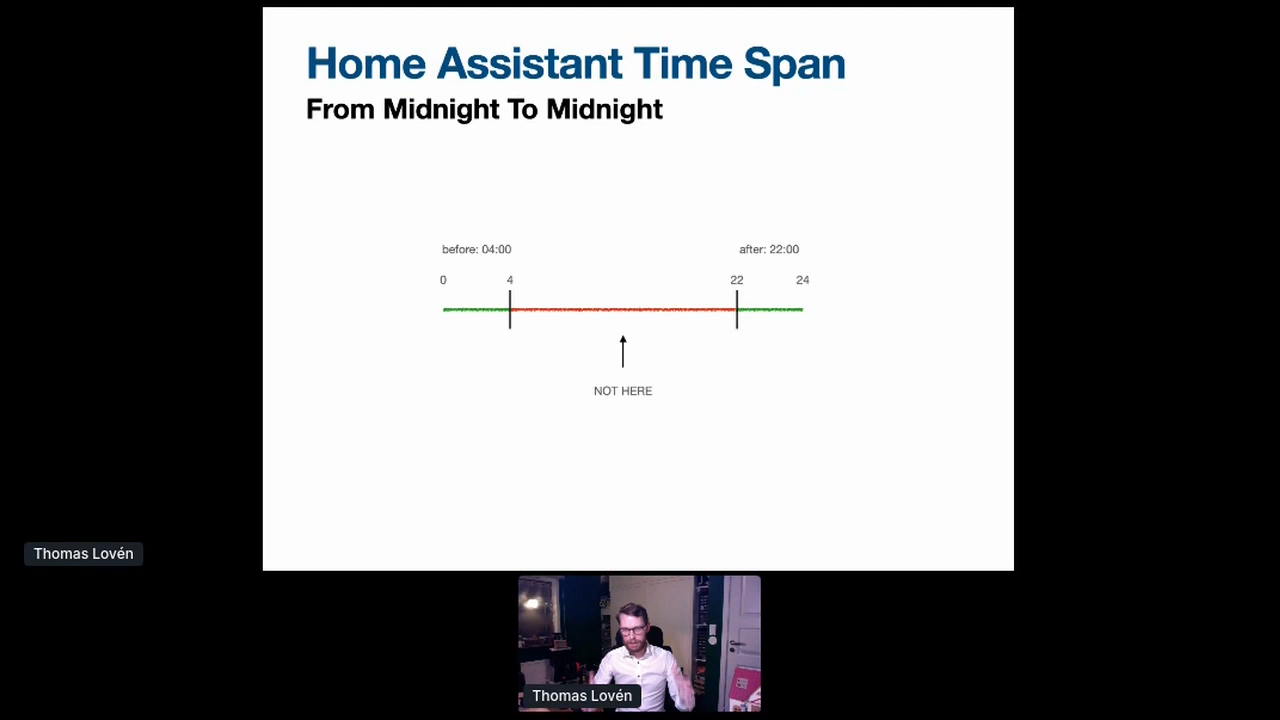 Home Assistant Time Span
From Midnight To Midnight
before: 04:00
after: 22:00
0
4
22
24
NOT HERE
Thomas Lovén
Thomas Lovén